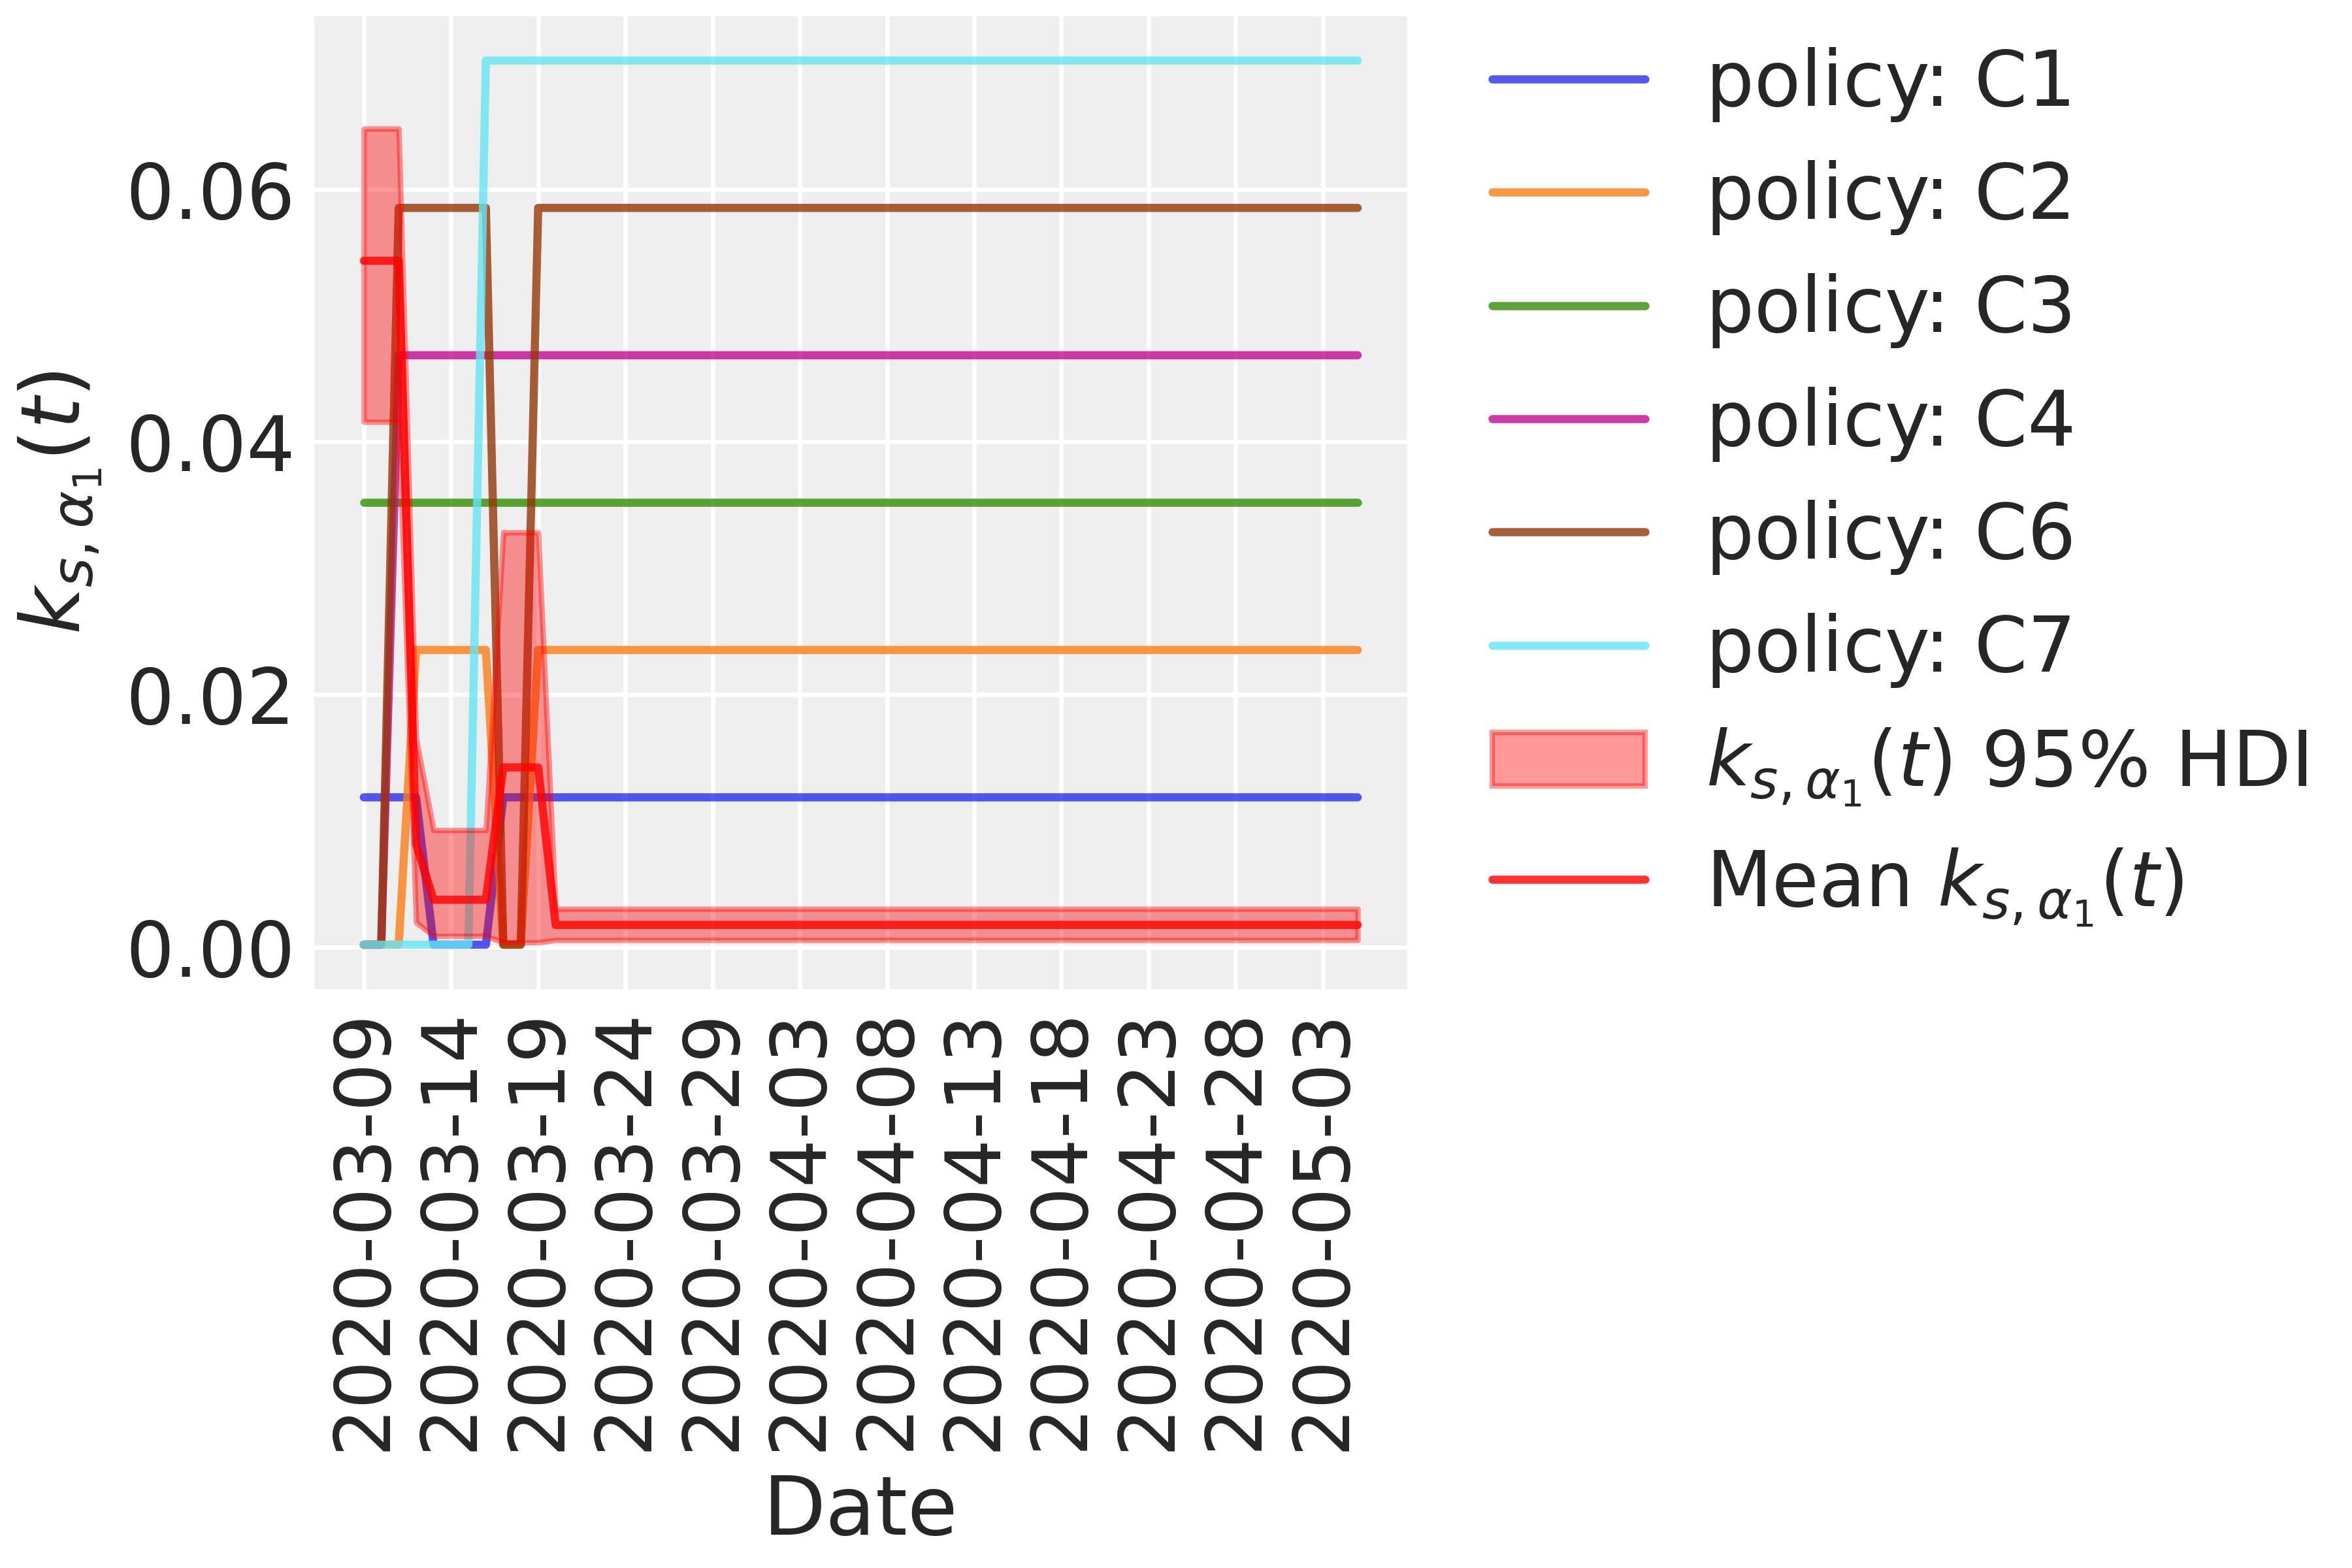 0.06
0.04
0.02
0.00
k_{s, α_1}(t)
2020-03-09
2020-03-14
2020-03-19
2020-03-24
2020-03-29
2020-04-03
2020-04-08
2020-04-13
2020-04-18
2020-04-23
2020-04-28
2020-05-03
Date
policy: C1
policy: C2
policy: C3
policy: C4
policy: C6
policy: C7
k_{s, α_1}(t) 95% HDI
Mean k_{s, α_1}(t)